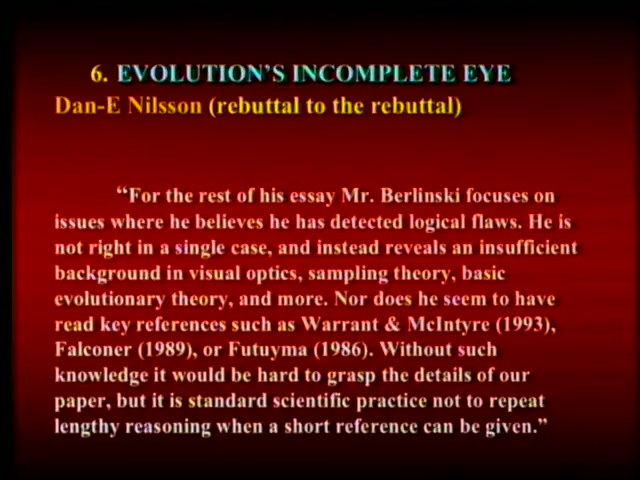 6. EVOLUTION'S INCOMPLETE EYE
Dan-E Nilsson (rebuttal to the rebuttal)
“For the rest of his essay Mr. Berlinski focuses on
issues where he believes he has detected logical flaws. He is
not right in a single case, and instead reveals an insufficient
background in visual optics, sampling theory, basic
evolutionary theory, and more. Nor does he seem to have
read key references such as Warrant & McIntyre (1993),
Falconer (1989), or Futuyma (1986). Without such
knowledge it would be hard to grasp the details of our
paper, but it is standard scientific practice not to repeat
lengthy reasoning when a short reference can be given.”